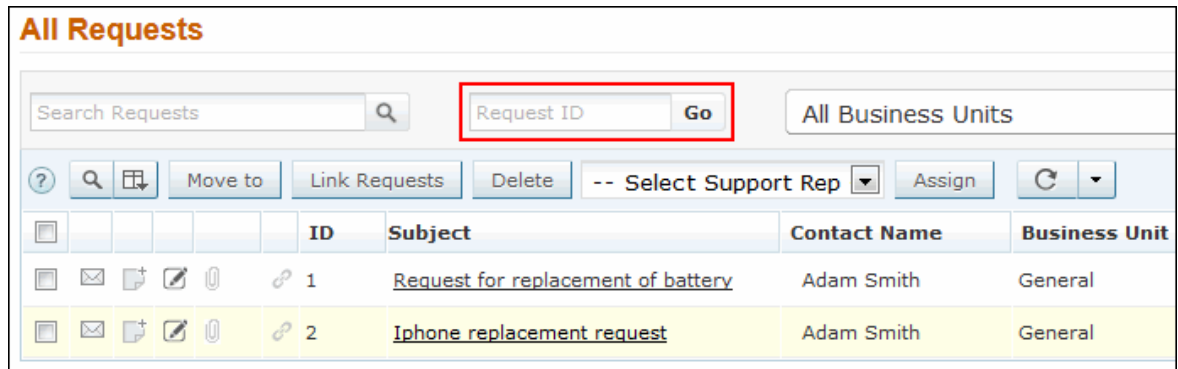 All Requests
Search Requests Request ID Go All Business Units
? Move to Link Requests Delete -- Select Support Rep Assign
ID Subject Contact Name Business Unit
1 Request for replacement of battery Adam Smith General
2 Iphone replacement request Adam Smith General